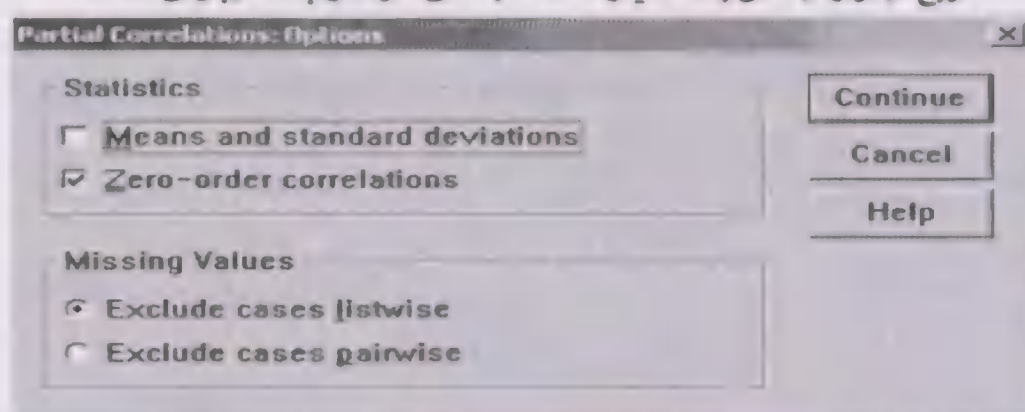 Partial Correlations: Options
Statistics
Means and standard deviations
Zero-order correlations
Missing Values
Exclude cases listwise
Exclude cases pairwise
Continue
Cancel
Help